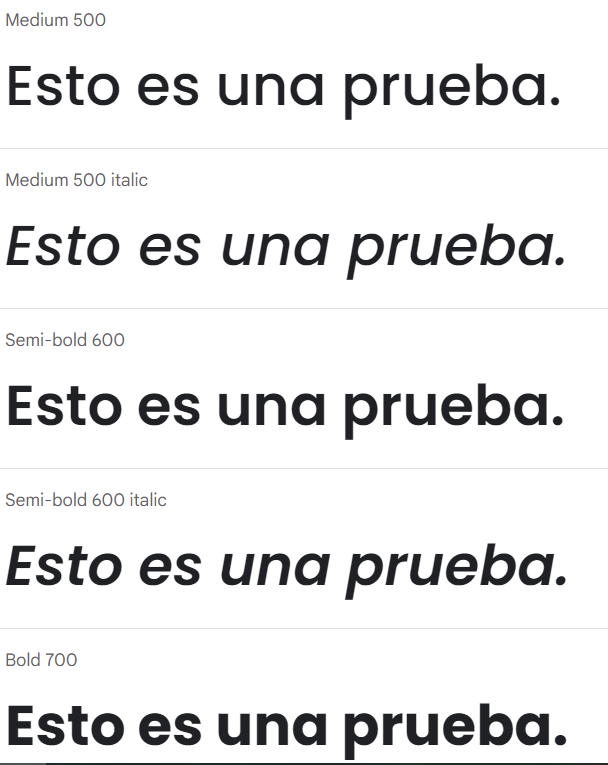 Medium 500
Esto es una prueba.
Medium 500 italic
Esto es una prueba.
Semi-bold 600
Esto es una prueba.
Semi-bold 600 italic
Esto es una prueba.
Bold 700
Esto es una prueba.